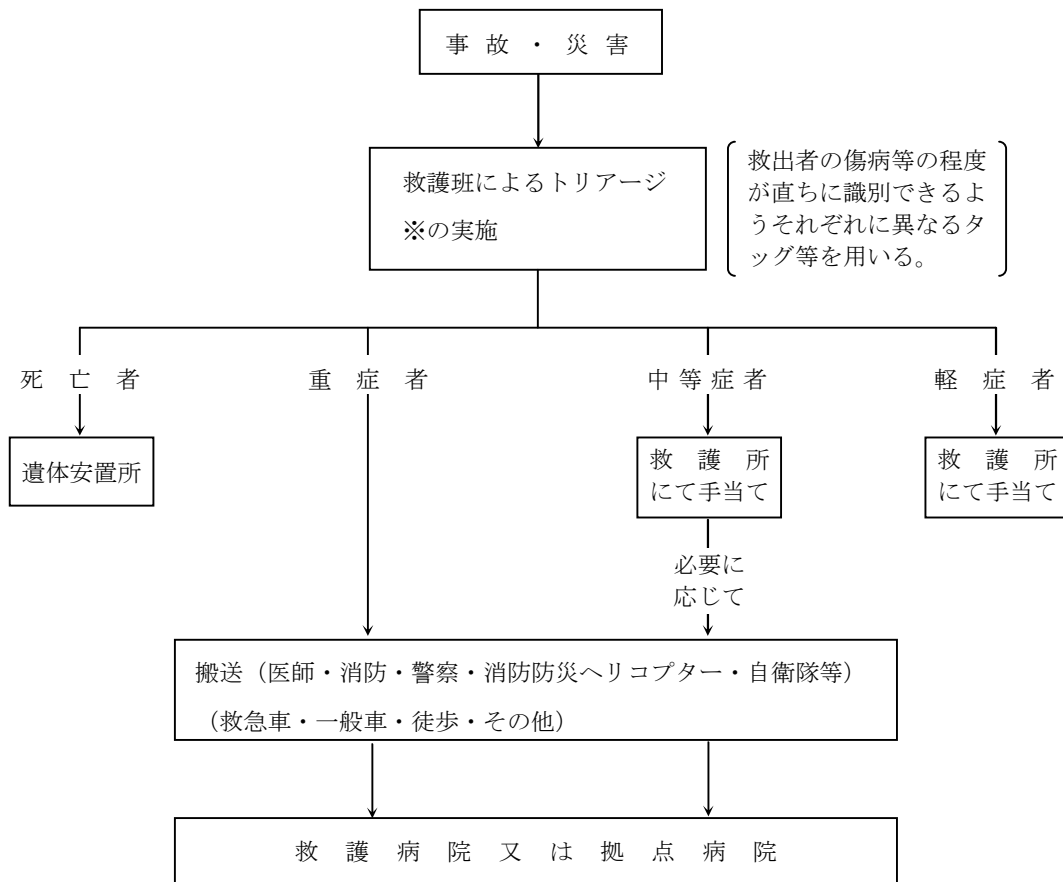 事故・災害
救護班によるトリアージ
※の実施
救出者の傷病等の程度
が直ちに識別できるよ
うそれぞれに異なるタ
ッグ等を用いる。
死亡者
重症者
中等症者
軽症者
遺体安置所
救護所
にて手当て
救護所
にて手当て
必要に
応じて
搬送（医師・消防・警察・消防防災ヘリコプター・自衛隊等）
（救急車・一般車・徒歩・その他）
救護病院又は拠点病院